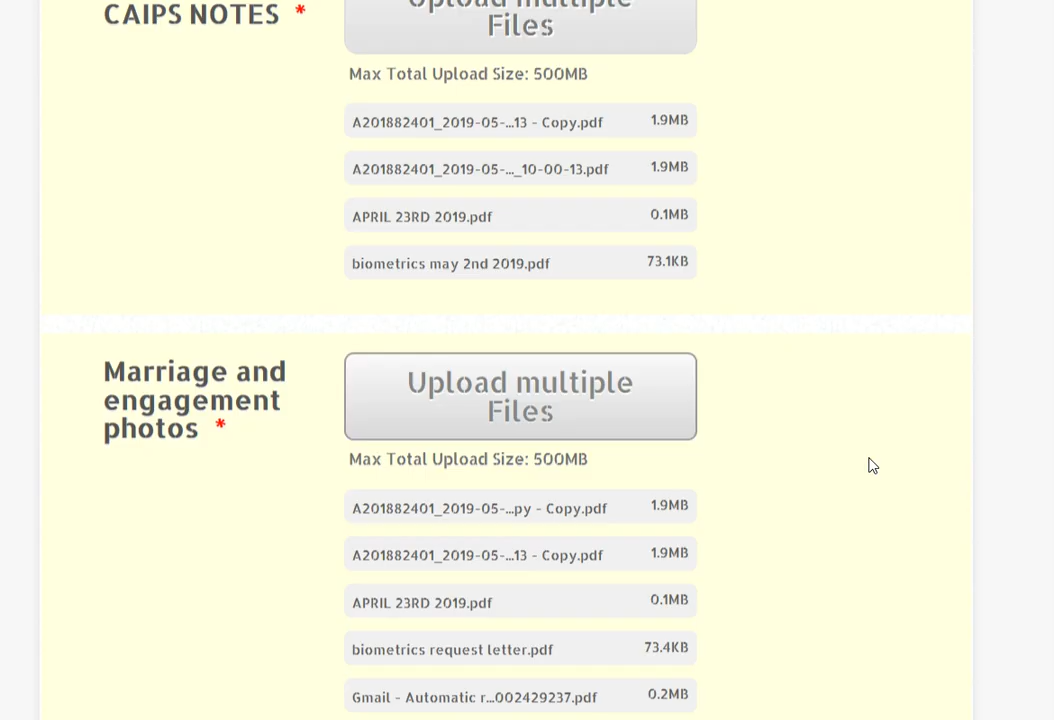 CAIPS NOTES *
Upload multiple
Files
Max Total Upload Size: 500MB
A201882401_2019-05-...13 - Copy.pdf 1.9MB
A201882401_2019-05-..._10-00-13.pdf 1.9MB
APRIL 23RD 2019.pdf 0.1MB
biometrics may 2nd 2019.pdf 73.1KB
Marriage and
engagement
photos *
Upload multiple
Files
Max Total Upload Size: 500MB
A201882401_2019-05-...py - Copy.pdf 1.9MB
A201882401_2019-05-...13 - Copy.pdf 1.9MB
APRIL 23RD 2019.pdf 0.1MB
biometrics request letter.pdf 73.4KB
Gmail - Automatic r...002429237.pdf 0.2MB